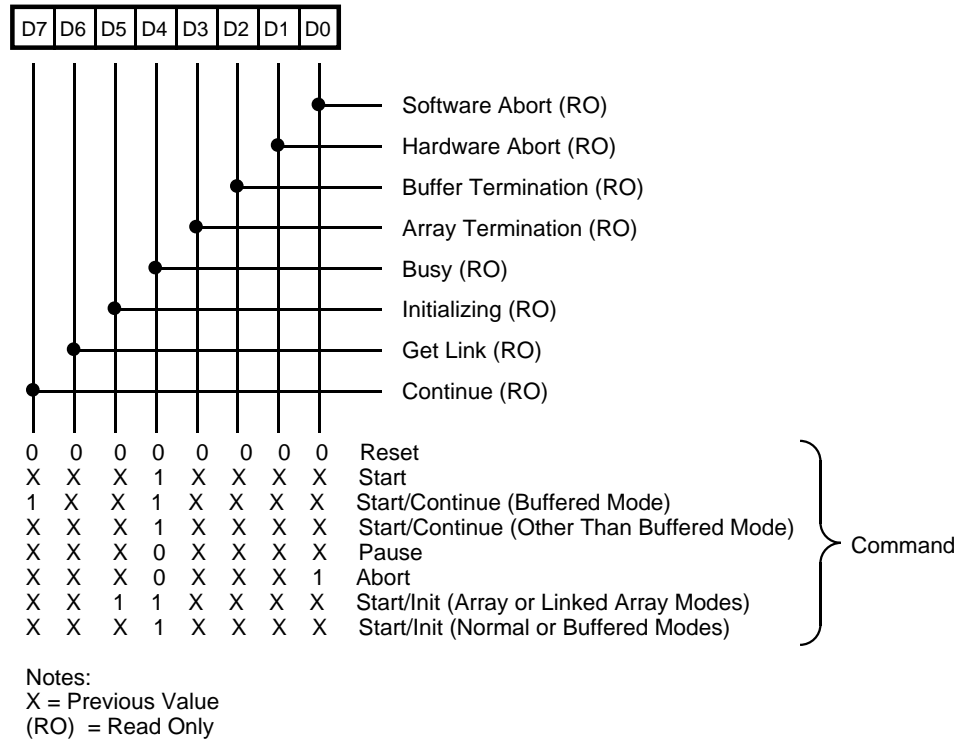 D7 D6 D5 D4 D3 D2 D1 D0
Software Abort (RO)
Hardware Abort (RO)
Buffer Termination (RO)
Array Termination (RO)
Busy (RO)
Initializing (RO)
Get Link (RO)
Continue (RO)
0 0 0 0 0 0 0 0 Reset
X X X 1 X X X X Start
1 X X 1 X X X X Start/Continue (Buffered Mode)
X X X 1 X X X X Start/Continue (Other Than Buffered Mode)
X X X 0 X X X X Pause
X X X 0 X X X 1 Abort
X X 1 1 X X X X Start/Init (Array or Linked Array Modes)
X X X 1 X X X X Start/Init (Normal or Buffered Modes)
Command
Notes:
X = Previous Value
(RO) = Read Only